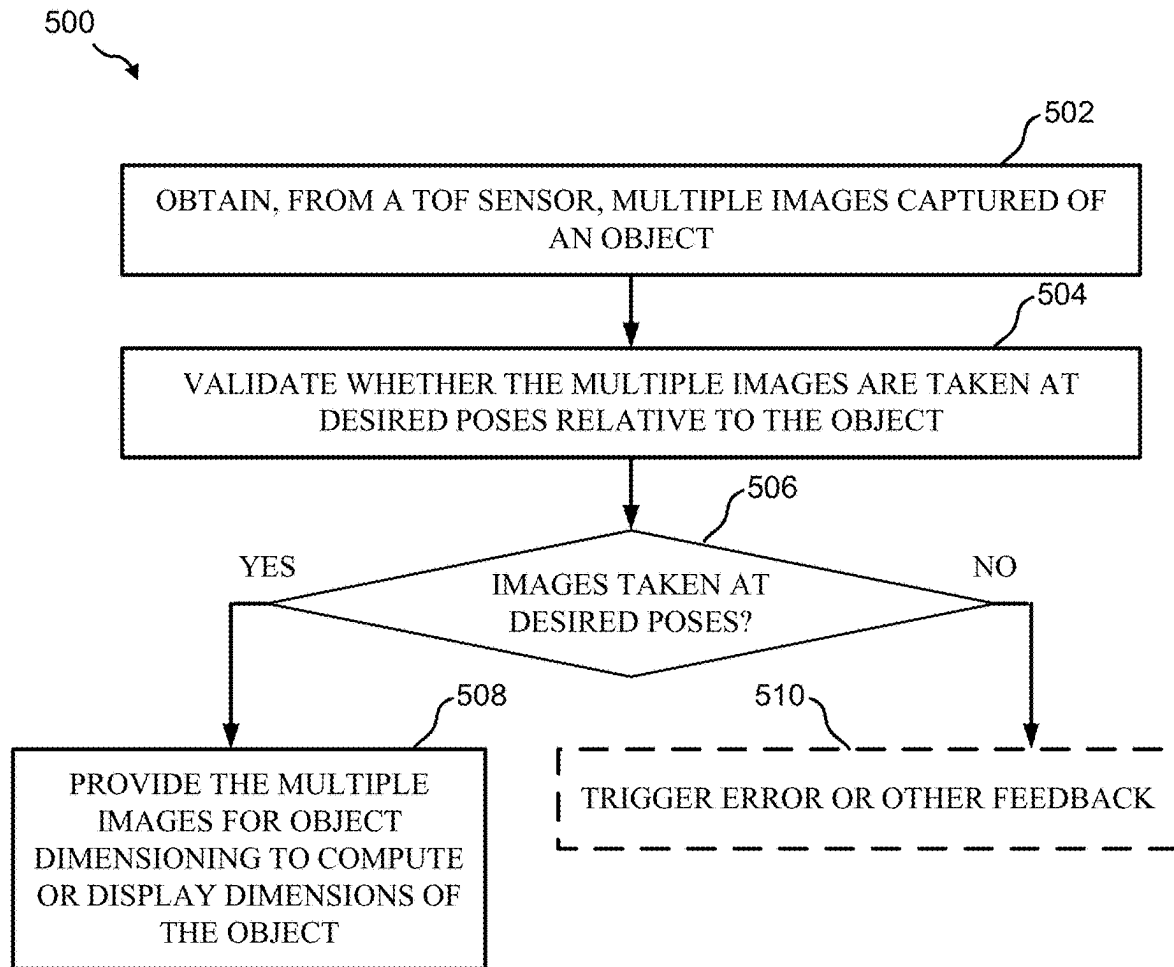 500
502
OBTAIN, FROM A TOF SENSOR, MULTIPLE IMAGES CAPTURED OF
AN OBJECT
504
VALIDATE WHETHER THE MULTIPLE IMAGES ARE TAKEN AT
DESIRED POSES RELATIVE TO THE OBJECT
506
YES
NO
IMAGES TAKEN AT
DESIRED POSES?
508
510
PROVIDE THE MULTIPLE
IMAGES FOR OBJECT
DIMENSIONING TO COMPUTE
OR DISPLAY DIMENSIONS OF
THE OBJECT
TRIGGER ERROR OR OTHER FEEDBACK